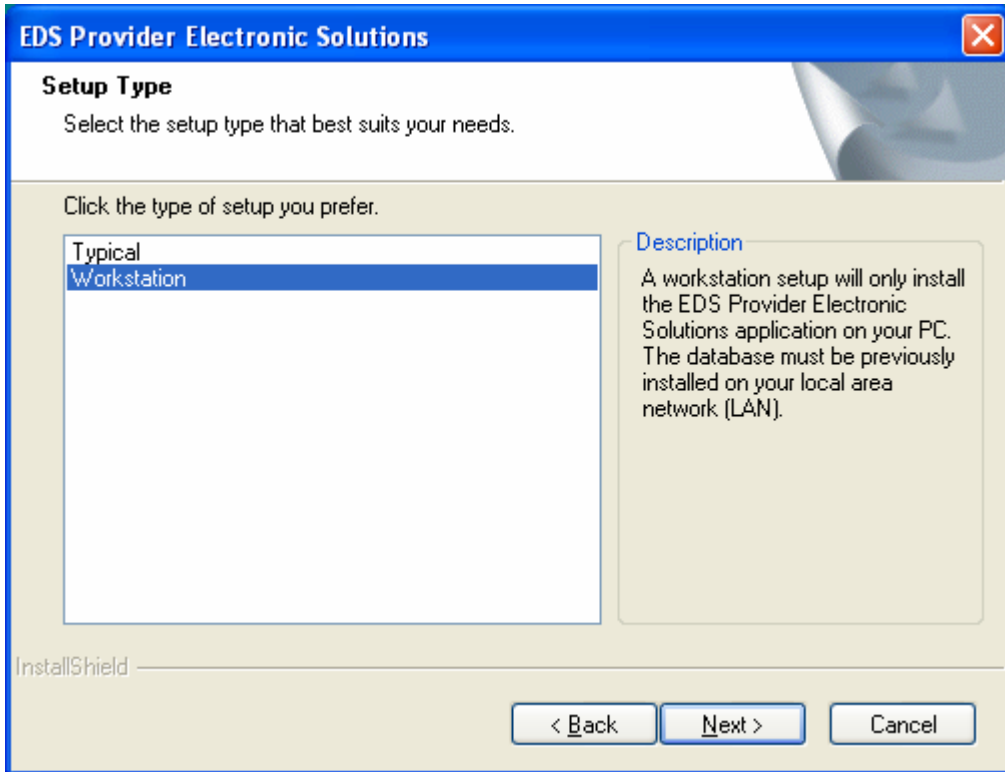 EDS Provider Electronic Solutions
Setup Type
Select the setup type that best suits your needs.
Click the type of setup you prefer.
Typical
Workstation
Description
A workstation setup will only install
the EDS Provider Electronic
Solutions application on your PC.
The database must be previously
installed on your local area
network (LAN).
InstallShield
< Back
Next >
Cancel